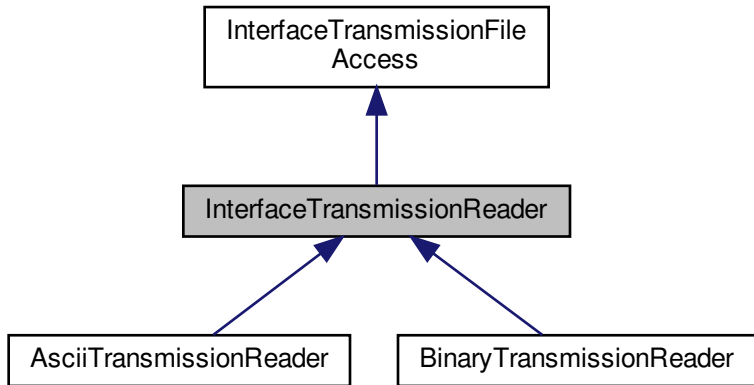 InterfaceTransmissionFile
Access
InterfaceTransmissionReader
AsciiTransmissionReader
BinaryTransmissionReader